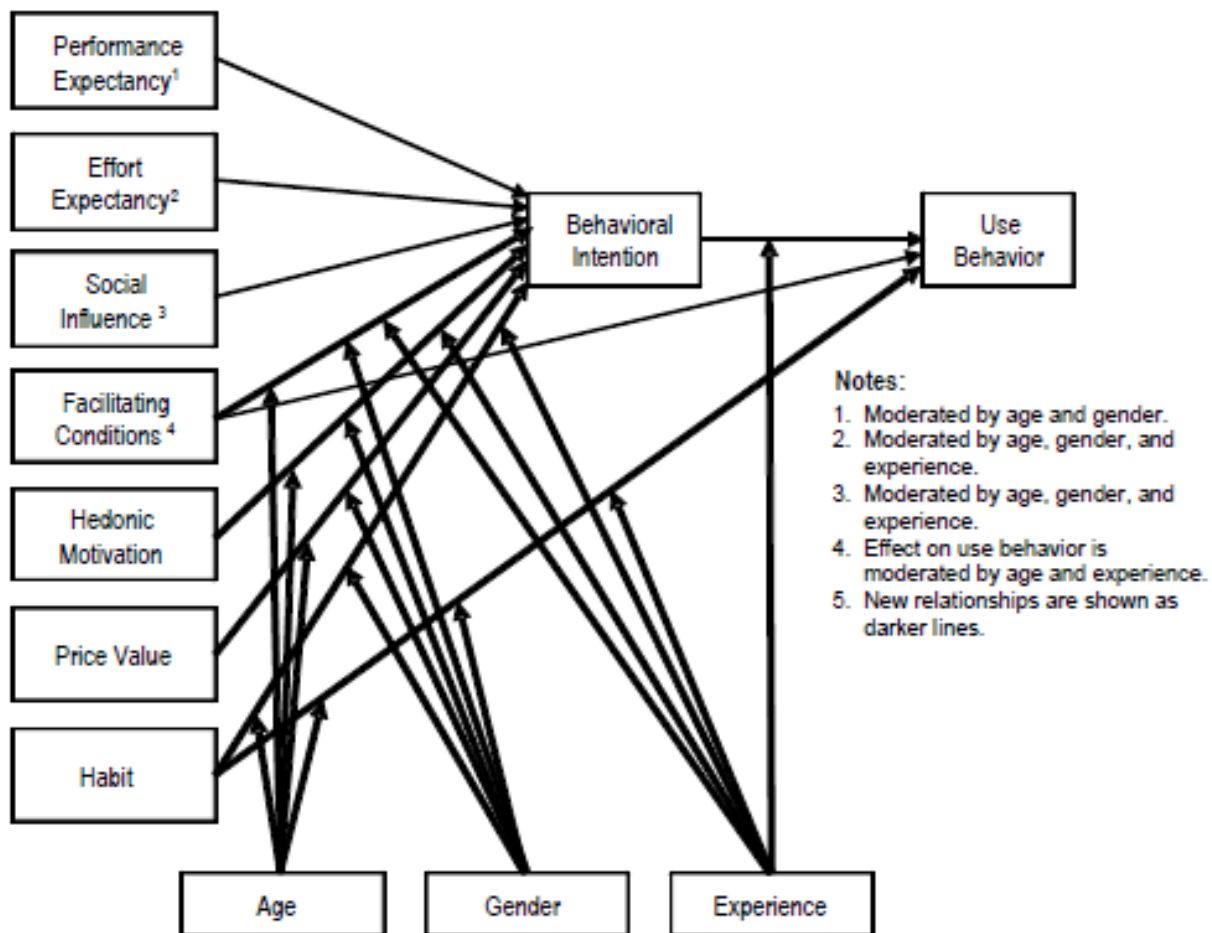 Performance
Expectancy¹
Effort
Expectancy²
Social
Influence ³
Facilitating
Conditions ⁴
Hedonic
Motivation
Price Value
Habit
Behavioral
Intention
Use
Behavior
Notes:
1. Moderated by age and gender.
2. Moderated by age, gender, and
experience.
3. Moderated by age, gender, and
experience.
4. Effect on use behavior is
moderated by age and experience.
5. New relationships are shown as
darker lines.
Age
Gender
Experience